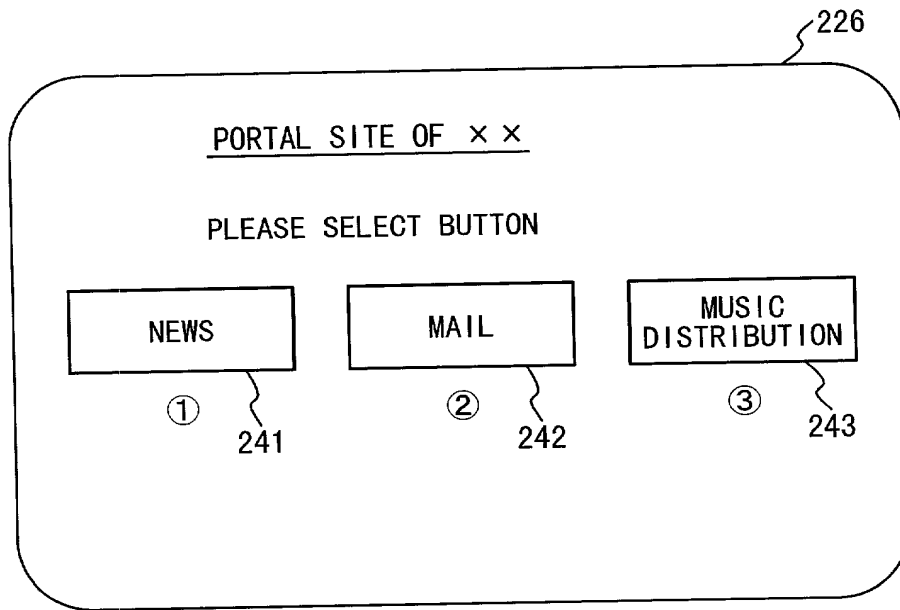 226
PORTAL SITE OF ××
PLEASE SELECT BUTTON
NEWS
MAIL
MUSIC
DISTRIBUTION
① ② ③
241 242 243